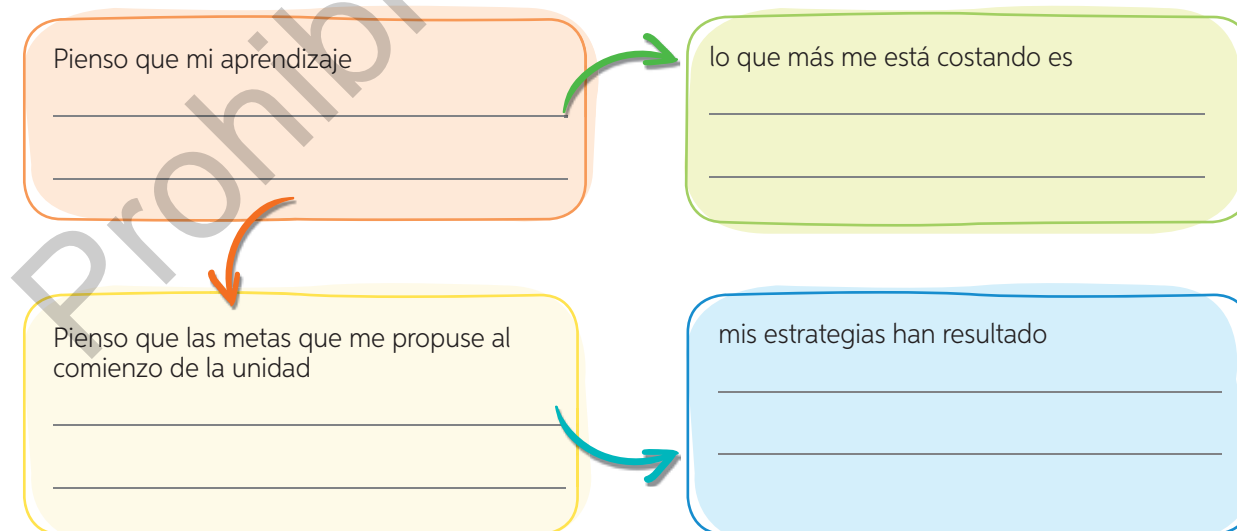 Pienso que mi aprendizaje
lo que más me está costando es
Pienso que las metas que me propuse al
comienzo de la unidad
mis estrategias han resultado
Prohib